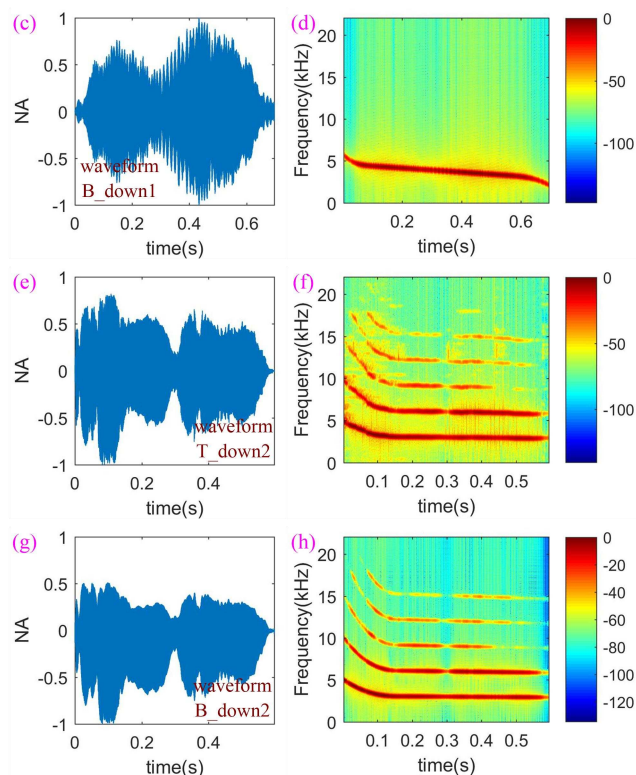 (c)
1
0.5
0
-0.5
-1
NA
waveform
B_down1
0
0.2
0.4
0.6
time(s)
(d)
20
15
10
5
0
Frequency(kHz)
0.2
0.4
0.6
time(s)
0
-50
-100
(e)
1
0.5
0
-0.5
-1
NA
waveform
T_down2
0
0.2
0.4
time(s)
(f)
20
15
10
5
0
Frequency(kHz)
0.1
0.2
0.3
0.4
0.5
time(s)
0
-50
-100
(g)
1
0.5
0
-0.5
-1
NA
waveform
B_down2
0
0.2
0.4
time(s)
(h)
20
15
10
5
0
Frequency(kHz)
0.1
0.2
0.3
0.4
0.5
time(s)
0
-20
-40
-60
-80
-100
-120